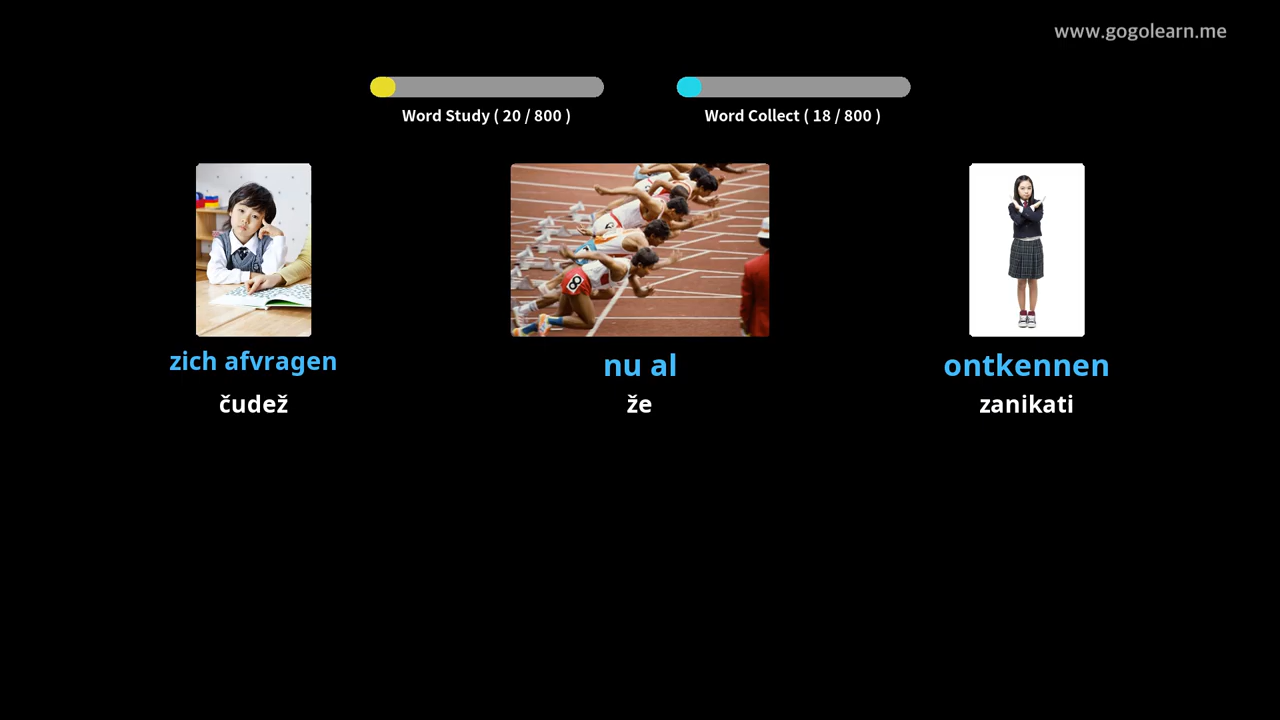 www.gogolearn.me
Word Study ( 20 / 800 )
Word Collect ( 18 / 800 )
zich afvragen
nu al
ontkennen
čudež
že
zanikati
8